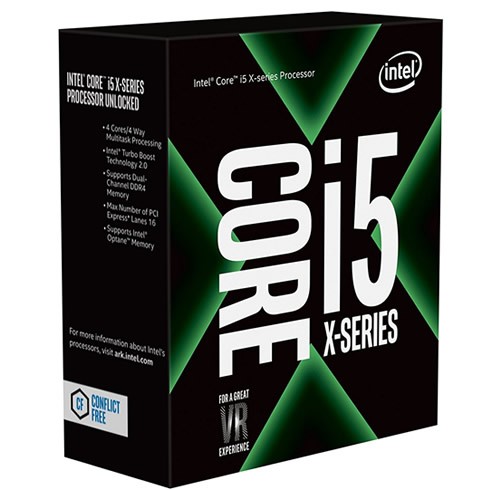 INTEL® CORE™ i5 X-SERIES
PROCESSOR UNLOCKED
• 4 Cores/4 Way
Multitask Processing
• Intel® Turbo Boost
Technology 2.0
• Supports Dual-
Channel DDR4
Memory
• Max Number of PCI
Express® Lanes 16
• Supports Intel®
Optane™ Memory
For more information about Intel's
processors, visit ark.intel.com
CF
CONFLICT
FREE
Intel® Core™ i5 X-series Processor
intel
CORE
i5
X-SERIES
FOR A GREAT
VR
EXPERIENCE